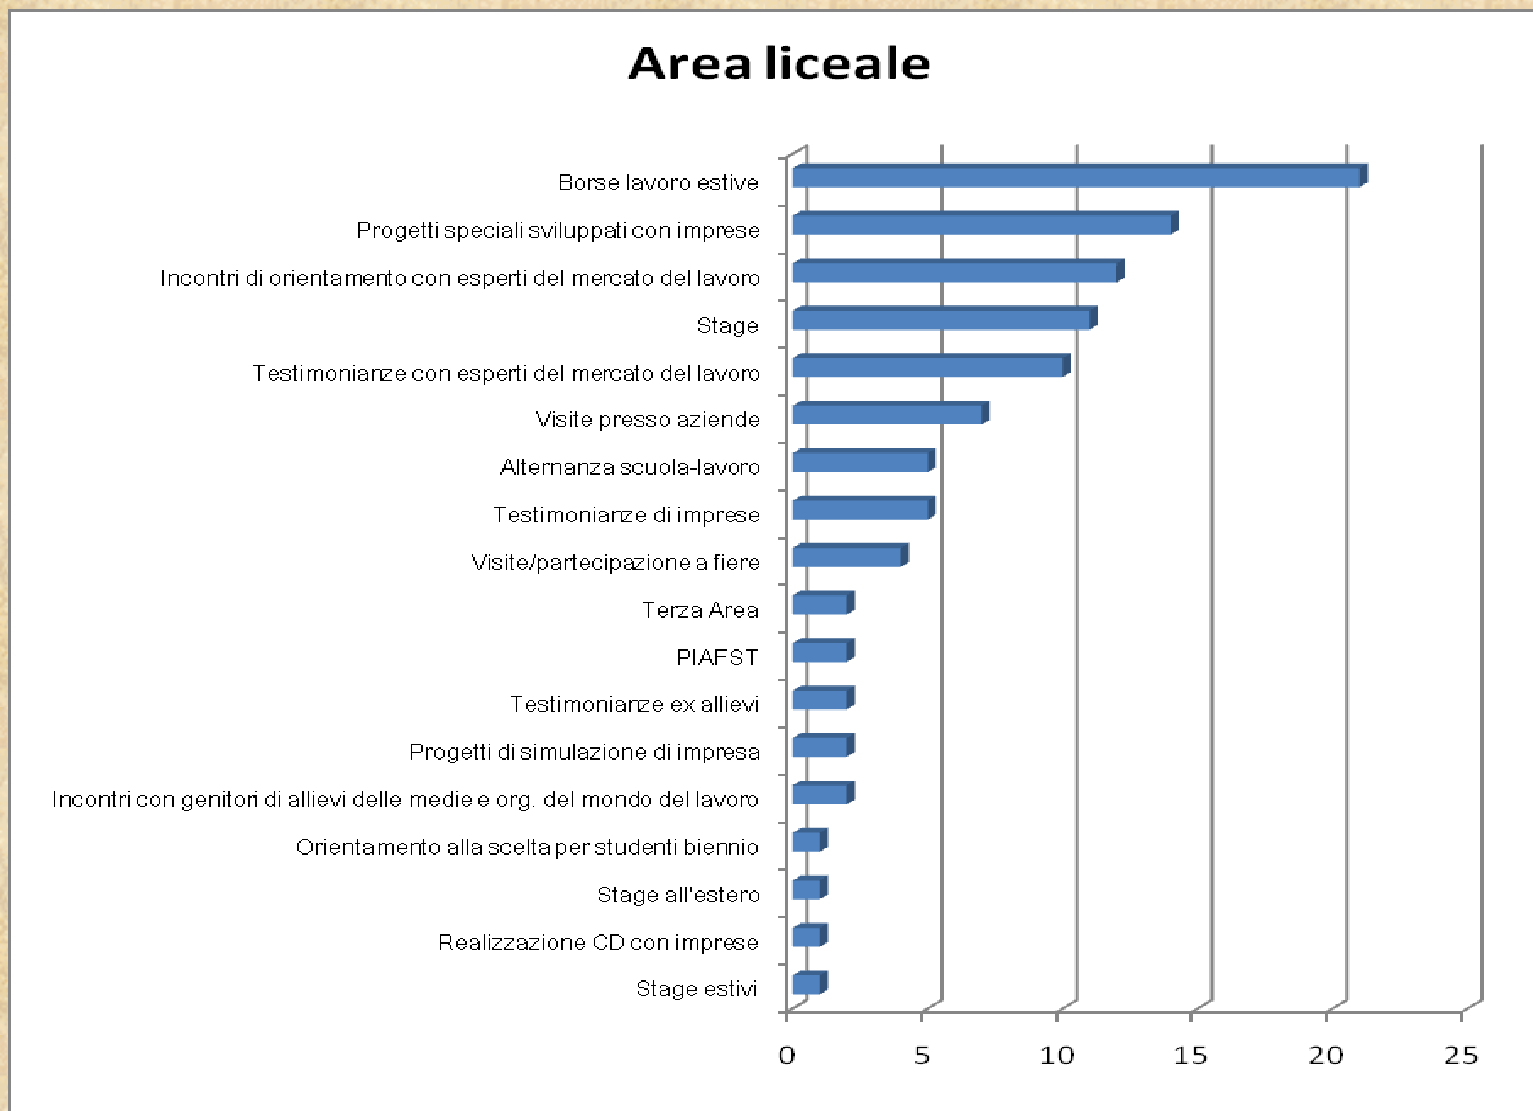 Area liceale
Borse lavoro estive
Progetti speciali sviluppati con imprese
Incontri di orientamento con esperti del mercato del lavoro
Stage
Testimonianze con esperti del mercato del lavoro
Visite presso aziende
Alternanza scuola-lavoro
Testimonianze di imprese
Visite/partecipazione a fiere
Terza Area
PIAFST
Testimonianze ex allievi
Progetti di simulazione di impresa
Incontri con genitori di allievi delle medie e org. del mondo del lavoro
Orientamento alla scelta per studenti biennio
Stage all'estero
Realizzazione CD con imprese
Stage estivi
0 5 10 15 20 25